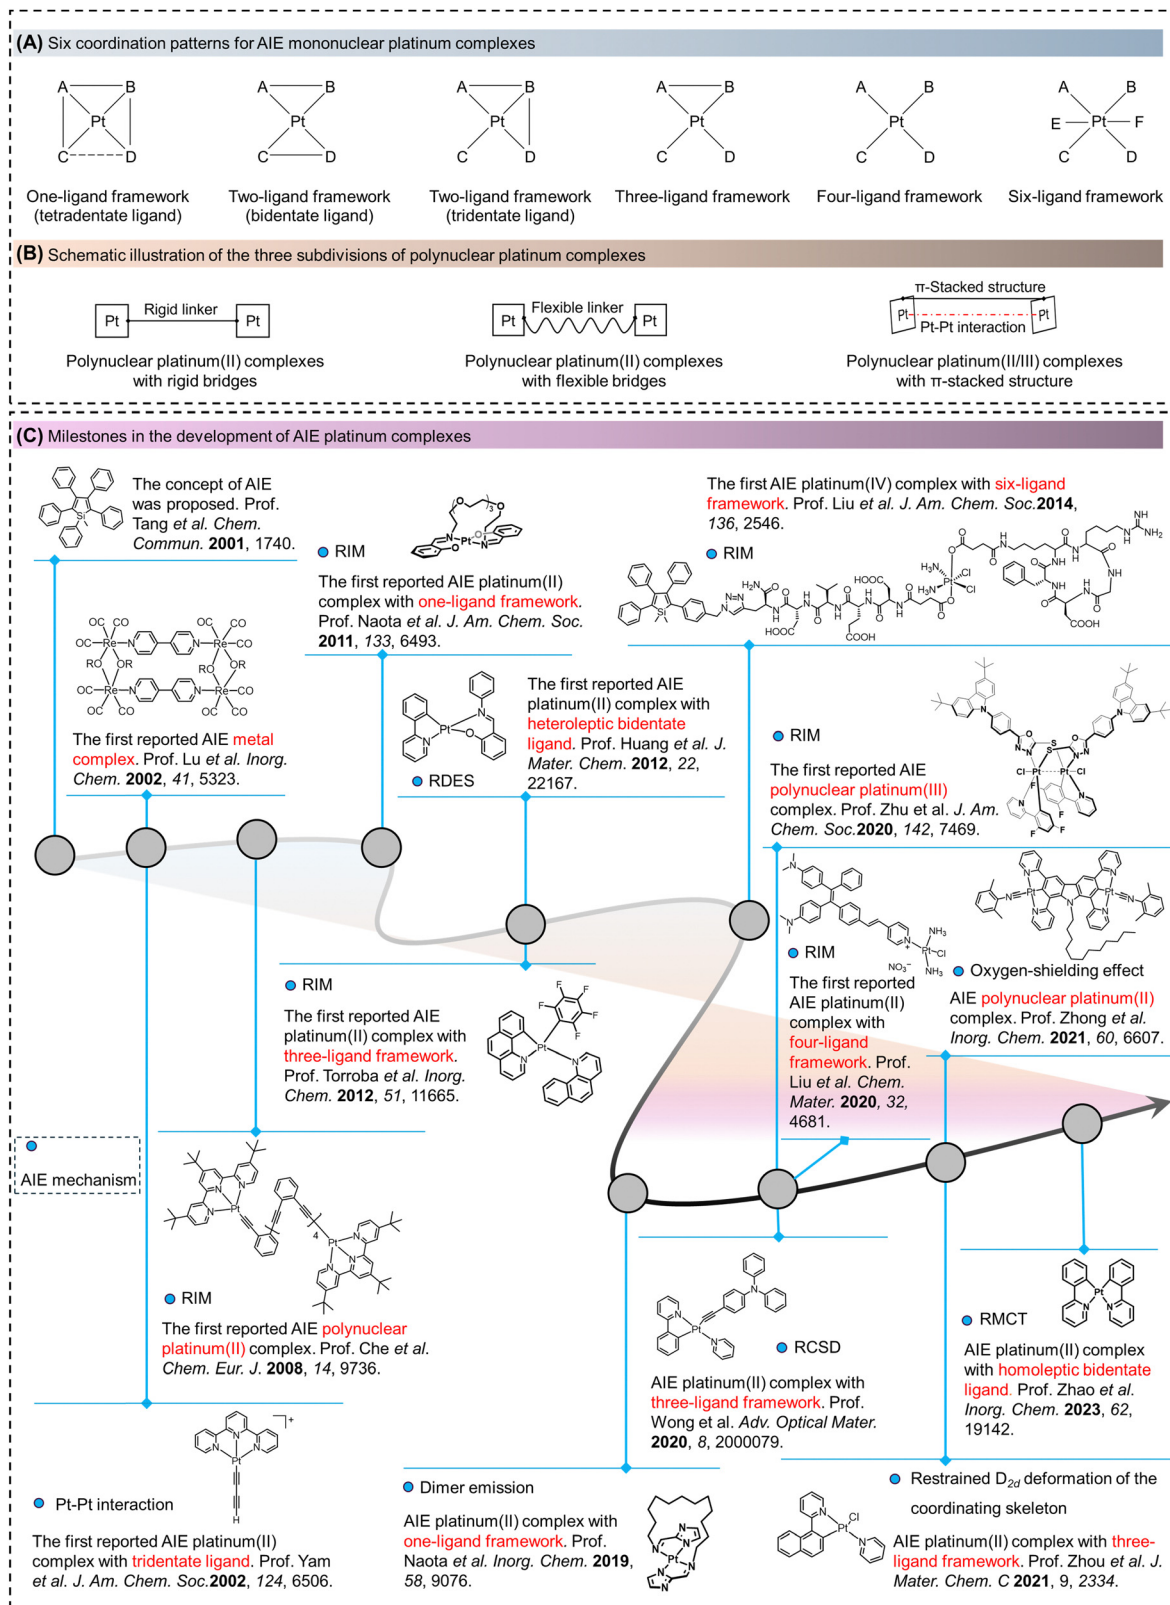 (A) Six coordination patterns for AIE mononuclear platinum complexes
A B
Pt
C D
One-ligand framework
(tetradentate ligand)
A B
Pt
C D
Two-ligand framework
(bidentate ligand)
A B
Pt
C D
Two-ligand framework
(tridentate ligand)
A B
Pt
C D
Three-ligand framework
A B
Pt
C D
Four-ligand framework
A B
E Pt F
C D
Six-ligand framework
(B) Schematic illustration of the three subdivisions of polynuclear platinum complexes
Pt Rigid linker Pt
Polynuclear platinum(II) complexes
with rigid bridges
Pt Flexible linker Pt
Polynuclear platinum(II) complexes
with flexible bridges
π-Stacked structure
Pt Pt
Pt-Pt interaction
Polynuclear platinum(II/III) complexes
with π-stacked structure
(C) Milestones in the development of AIE platinum complexes
The concept of AIE
was proposed. Prof.
Tang et al. Chem.
Commun. 2001, 1740.
The first reported AIE metal
complex. Prof. Lu et al. Inorg.
Chem. 2002, 41, 5323.
RIM
The first reported AIE platinum(II)
complex with one-ligand framework.
Prof. Naota et al. J. Am. Chem. Soc.
2011, 133, 6493.
RDES
The first reported AIE
platinum(II) complex with
heteroleptic bidentate
ligand. Prof. Huang et al. J.
Mater. Chem. 2012, 22,
22167.
The first AIE platinum(IV) complex with six-ligand
framework. Prof. Liu et al. J. Am. Chem. Soc.2014,
136, 2546.
RIM
RIM
The first reported AIE
polynuclear platinum(III)
complex. Prof. Zhu et al. J. Am.
Chem. Soc.2020, 142, 7469.
RIM
The first reported
AIE platinum(II)
complex with
four-ligand
framework. Prof.
Liu et al. Chem.
Mater. 2020, 32,
4681.
Oxygen-shielding effect
AIE polynuclear platinum(II)
complex. Prof. Zhong et al.
Inorg. Chem. 2021, 60, 6607.
RIM
The first reported AIE
platinum(II) complex with
three-ligand framework.
Prof. Torroba et al. Inorg.
Chem. 2012, 51, 11665.
AIE mechanism
RIM
The first reported AIE polynuclear
platinum(II) complex. Prof. Che et al.
Chem. Eur. J. 2008, 14, 9736.
Pt-Pt interaction
The first reported AIE platinum(II)
complex with tridentate ligand. Prof. Yam
et al. J. Am. Chem. Soc.2002, 124, 6506.
Dimer emission
AIE platinum(II) complex with
one-ligand framework. Prof.
Naota et al. Inorg. Chem. 2019,
58, 9076.
RCSD
AIE platinum(II) complex with
three-ligand framework. Prof.
Wong et al. Adv. Optical Mater.
2020, 8, 2000079.
RMCT
AIE platinum(II) complex
with homoleptic bidentate
ligand. Prof. Zhao et al.
Inorg. Chem. 2023, 62,
19142.
Restrained D2d deformation of the
coordinating skeleton
AIE platinum(II) complex with three-
ligand framework. Prof. Zhou et al. J.
Mater. Chem. C 2021, 9, 2334.